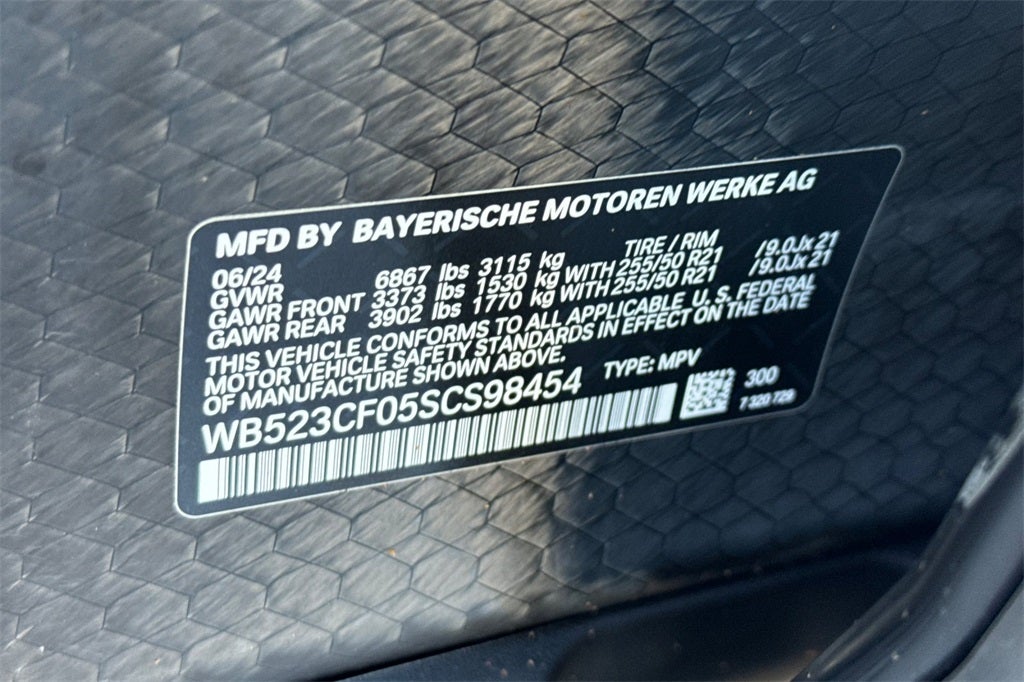 MFD BY BAYERISCHE MOTOREN WERKE AG
06/24 TIRE / RIM
GVWR 6867 lbs 3115 kg
GAWR FRONT 3373 lbs 1530 kg WITH 255/50 R21 /9.0Jx21
GAWR REAR 3902 lbs 1770 kg WITH 255/50 R21 /9.0Jx21
THIS VEHICLE CONFORMS TO ALL APPLICABLE U. S. FEDERAL
MOTOR VEHICLE SAFETY STANDARDS IN EFFECT ON THE DATE
OF MANUFACTURE SHOWN ABOVE.
WB523CF05SCS98454 TYPE: MPV
300
7 320 729